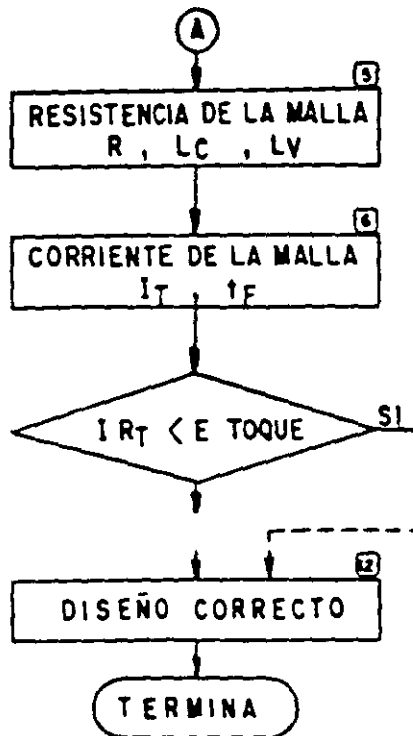 A
5
RESISTENCIA DE LA MALLA
R , LC , LV
6
CORRIENTE DE LA MALLA
IT , tF
I RT < E TOQUE
SI
12
DISEÑO CORRECTO
TERMINA